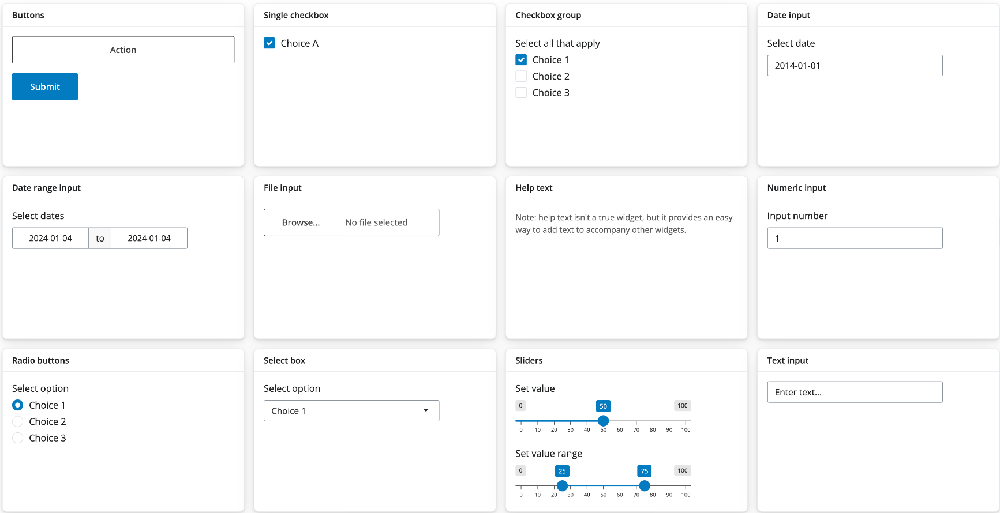 Buttons
Action
Submit
Single checkbox
Choice A
Checkbox group
Select all that apply
Choice 1
Choice 2
Choice 3
Date input
Select date
2014-01-01
Date range input
Select dates
2024-01-04 to 2024-01-04
File input
Browse... No file selected
Help text
Note: help text isn't a true widget, but it provides an easy
way to add text to accompany other widgets.
Numeric input
Input number
1
Radio buttons
Select option
Choice 1
Choice 2
Choice 3
Select box
Select option
Choice 1
Sliders
Set value
0 50 100
0 10 20 30 40 50 60 70 80 90 100
Set value range
0 25 75 100
0 10 20 30 40 50 60 70 80 90 100
Text input
Enter text...